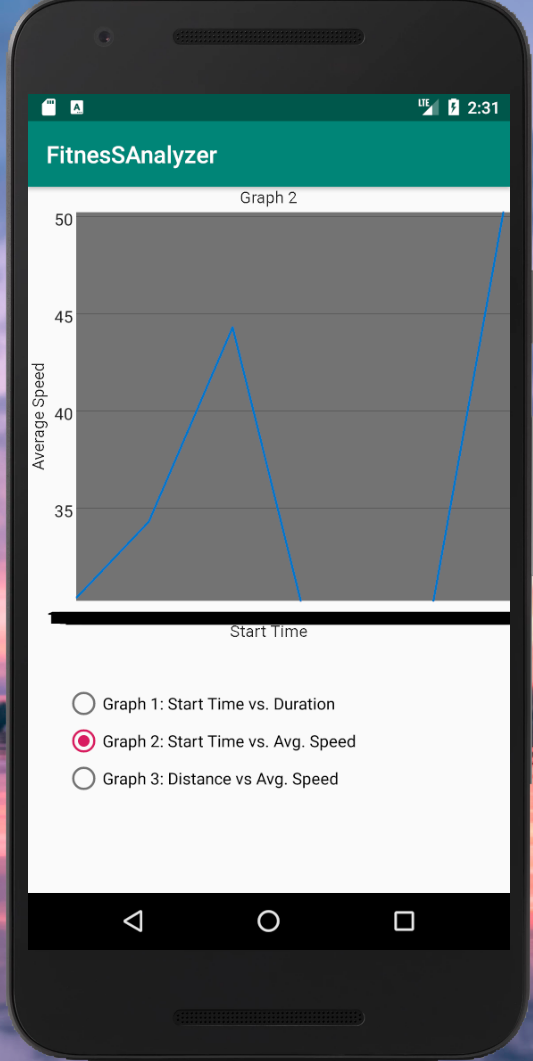 LTE 2:31
FitnesSAnalyzer
Graph 2
50
45
40
35
Average Speed
Start Time
Graph 1: Start Time vs. Duration
Graph 2: Start Time vs. Avg. Speed
Graph 3: Distance vs Avg. Speed